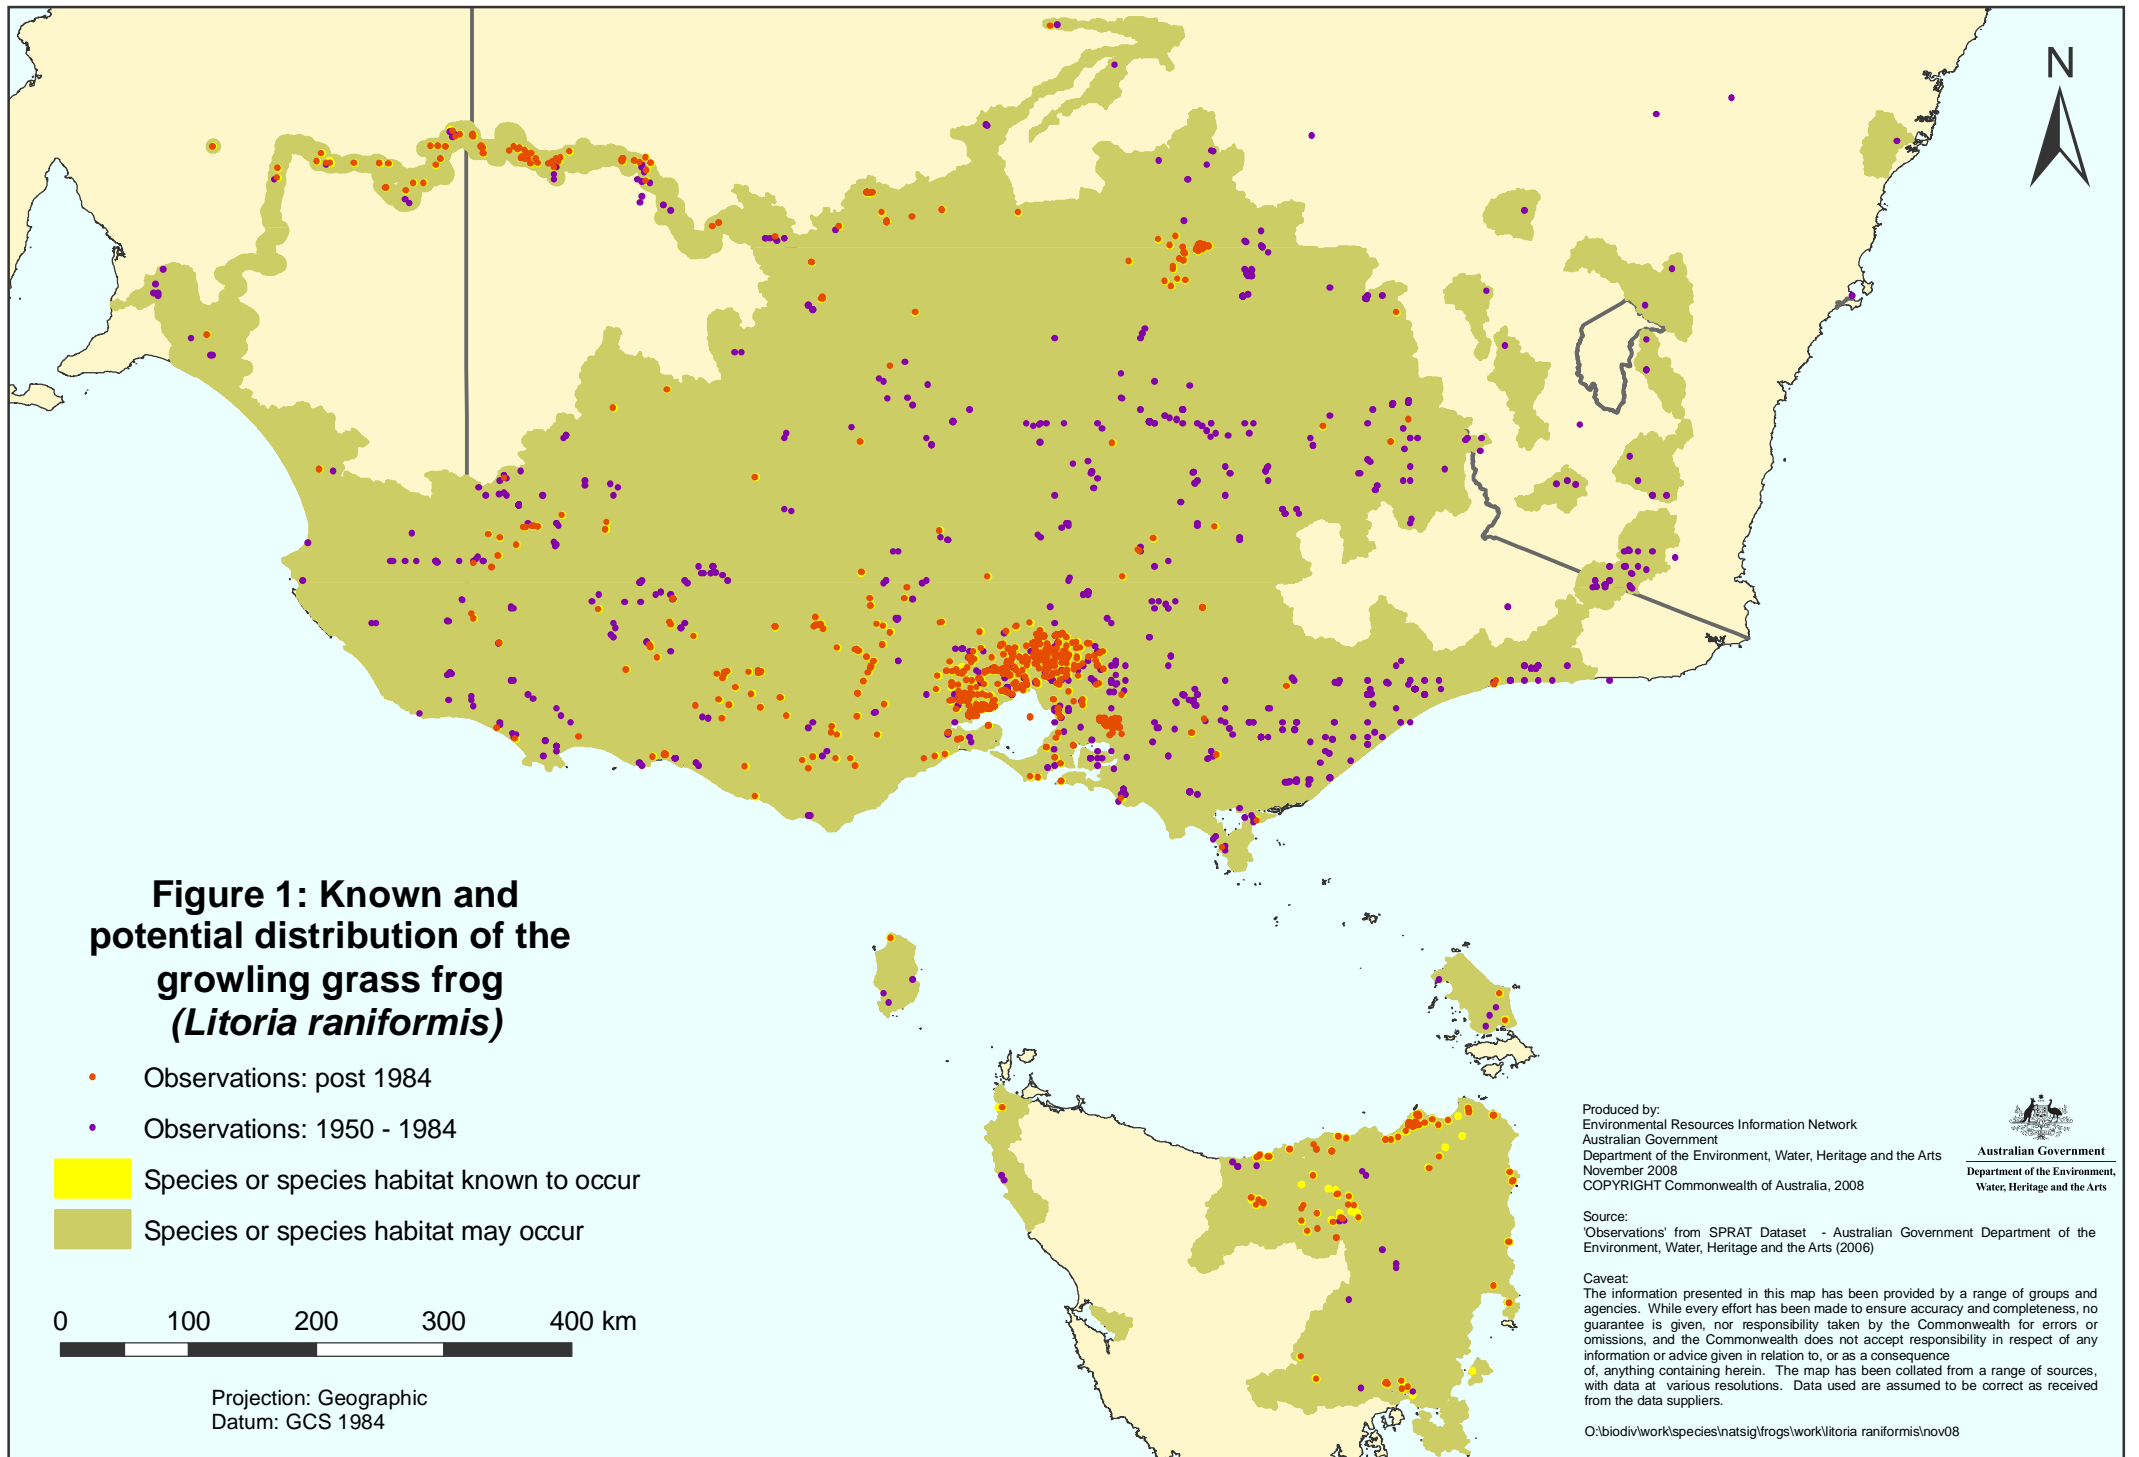 N
Figure 1: Known and
potential distribution of the
growling grass frog
(Litoria raniformis)
Observations: post 1984
Observations: 1950 - 1984
Species or species habitat known to occur
Species or species habitat may occur
0 100 200 300 400 km
Projection: Geographic
Datum: GCS 1984
Produced by:
Environmental Resources Information Network
Australian Government
Department of the Environment, Water, Heritage and the Arts
November 2008
COPYRIGHT Commonwealth of Australia, 2008
Australian Government
Department of the Environment,
Water, Heritage and the Arts
Source:
'Observations' from SPRAT Dataset - Australian Government Department of the
Environment, Water, Heritage and the Arts (2006)
Caveat:
The information presented in this map has been provided by a range of groups and
agencies. While every effort has been made to ensure accuracy and completeness, no
guarantee is given, nor responsibility taken by the Commonwealth for errors or
omissions, and the Commonwealth does not accept responsibility in respect of any
information or advice given in relation to, or as a consequence
of, anything containing herein. The map has been collated from a range of sources,
with data at various resolutions. Data used are assumed to be correct as received
from the data suppliers.
O:\biodiv\work\species\natsig\frogs\work\litoria raniformis\nov08